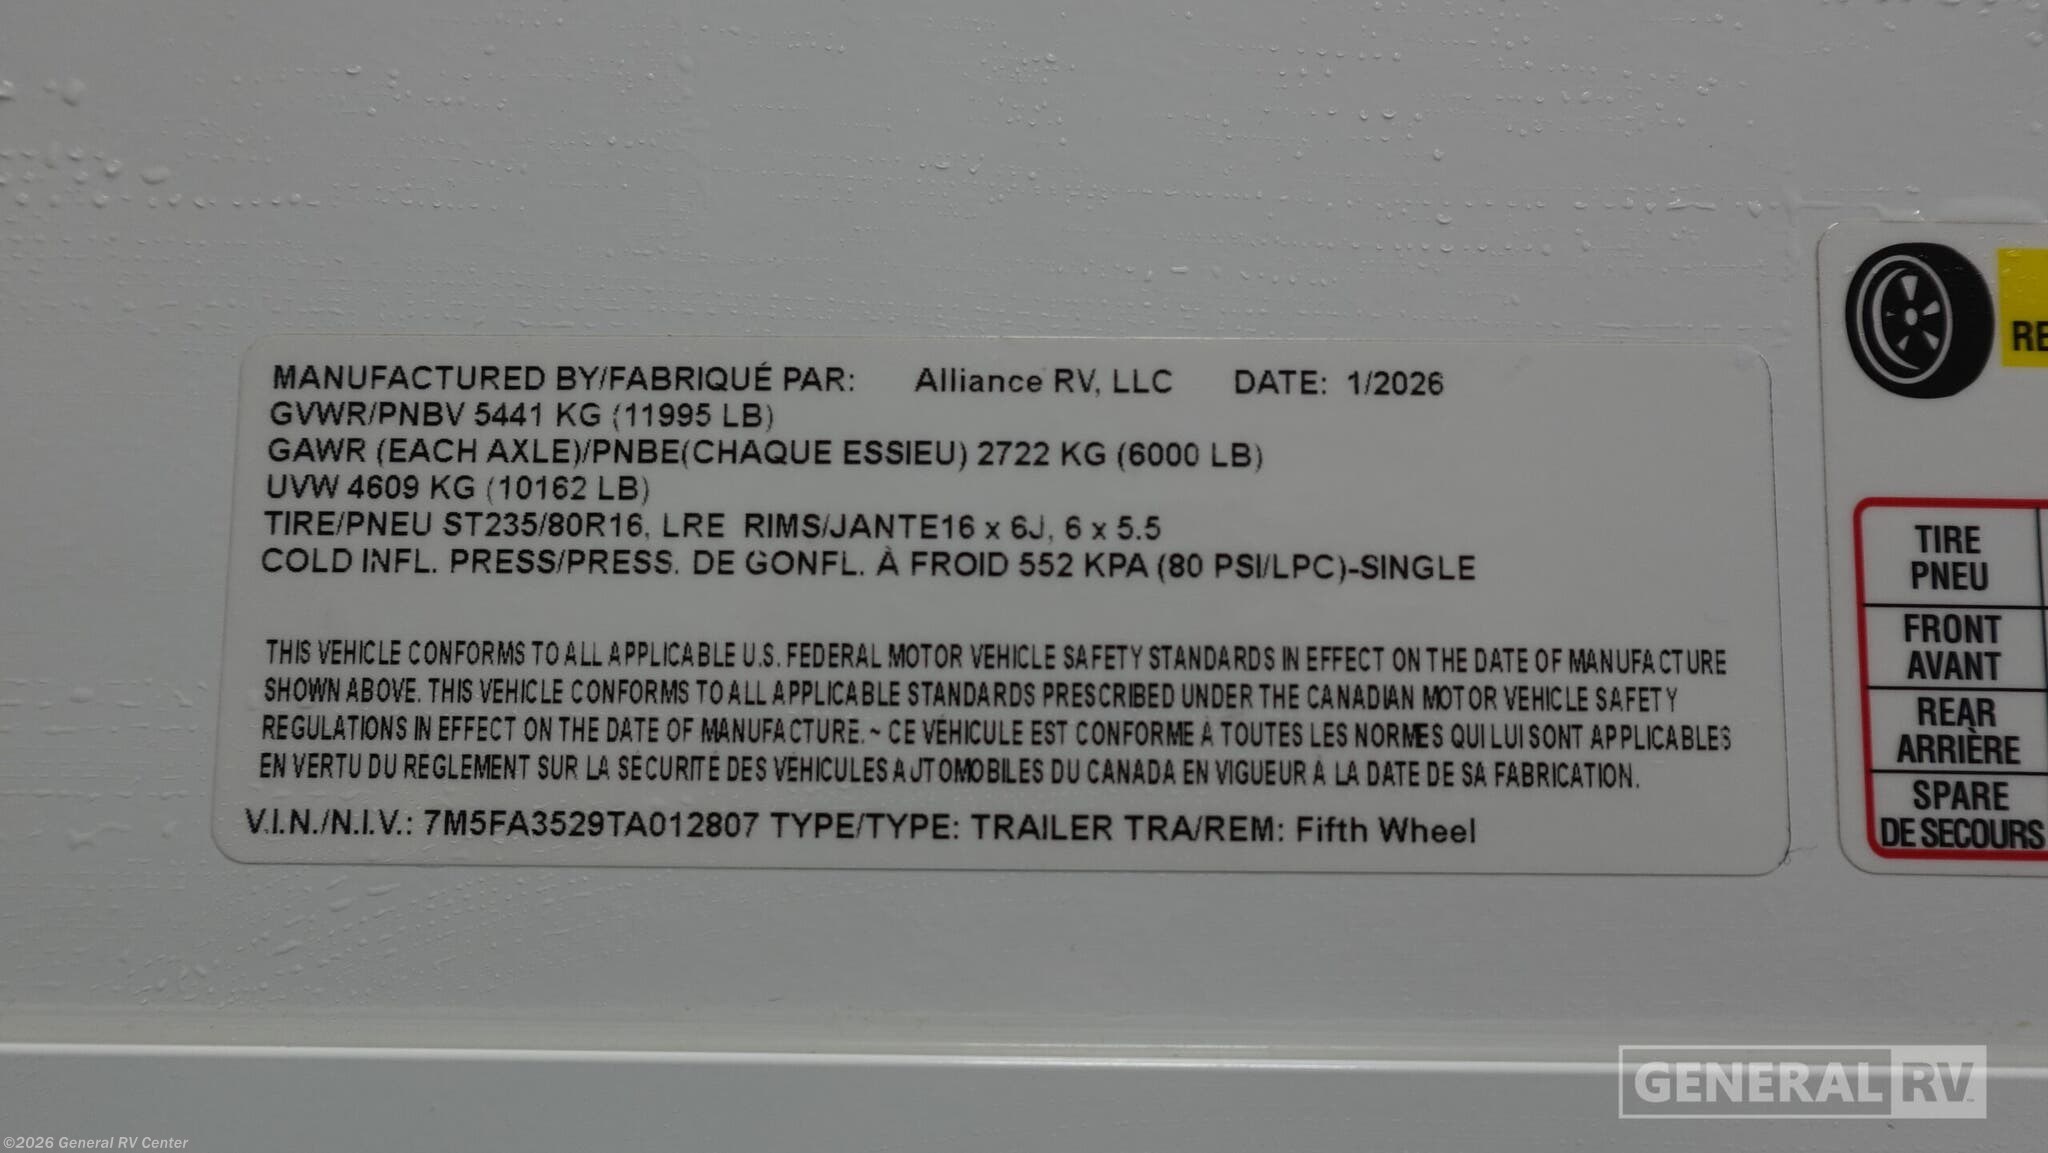 MANUFACTURED BY/FABRIQUÉ PAR: Alliance RV, LLC DATE: 1/2026
GVWR/PNBV 5441 KG (11995 LB)
GAWR (EACH AXLE)/PNBE(CHAQUE ESSIEU) 2722 KG (6000 LB)
UVW 4609 KG (10162 LB)
TIRE/PNEU ST235/80R16, LRE RIMS/JANTE16 x 6J, 6 x 5.5
COLD INFL. PRESS/PRESS. DE GONFL. À FROID 552 KPA (80 PSI/LPC)-SINGLE
THIS VEHICLE CONFORMS TO ALL APPLICABLE U.S. FEDERAL MOTOR VEHICLE SAFETY STANDARDS IN EFFECT ON THE DATE OF MANUFACTURE
SHOWN ABOVE. THIS VEHICLE CONFORMS TO ALL APPLICABLE STANDARDS PRESCRIBED UNDER THE CANADIAN MOTOR VEHICLE SAFETY
REGULATIONS IN EFFECT ON THE DATE OF MANUFACTURE. ~ CE VÉHICULE EST CONFORME À TOUTES LES NORMES QUI LUI SONT APPLICABLES
EN VERTU DU RÈGLEMENT SUR LA SÉCURITÉ DES VÉHICULES AUTOMOBILES DU CANADA EN VIGUEUR À LA DATE DE SA FABRICATION.
V.I.N./N.I.V.: 7M5FA3529TA012807 TYPE/TYPE: TRAILER TRA/REM: Fifth Wheel
RE
TIRE
PNEU
FRONT
AVANT
REAR
ARRIÈRE
SPARE
DE SECOURS
GENERAL RV
©2026 General RV Center